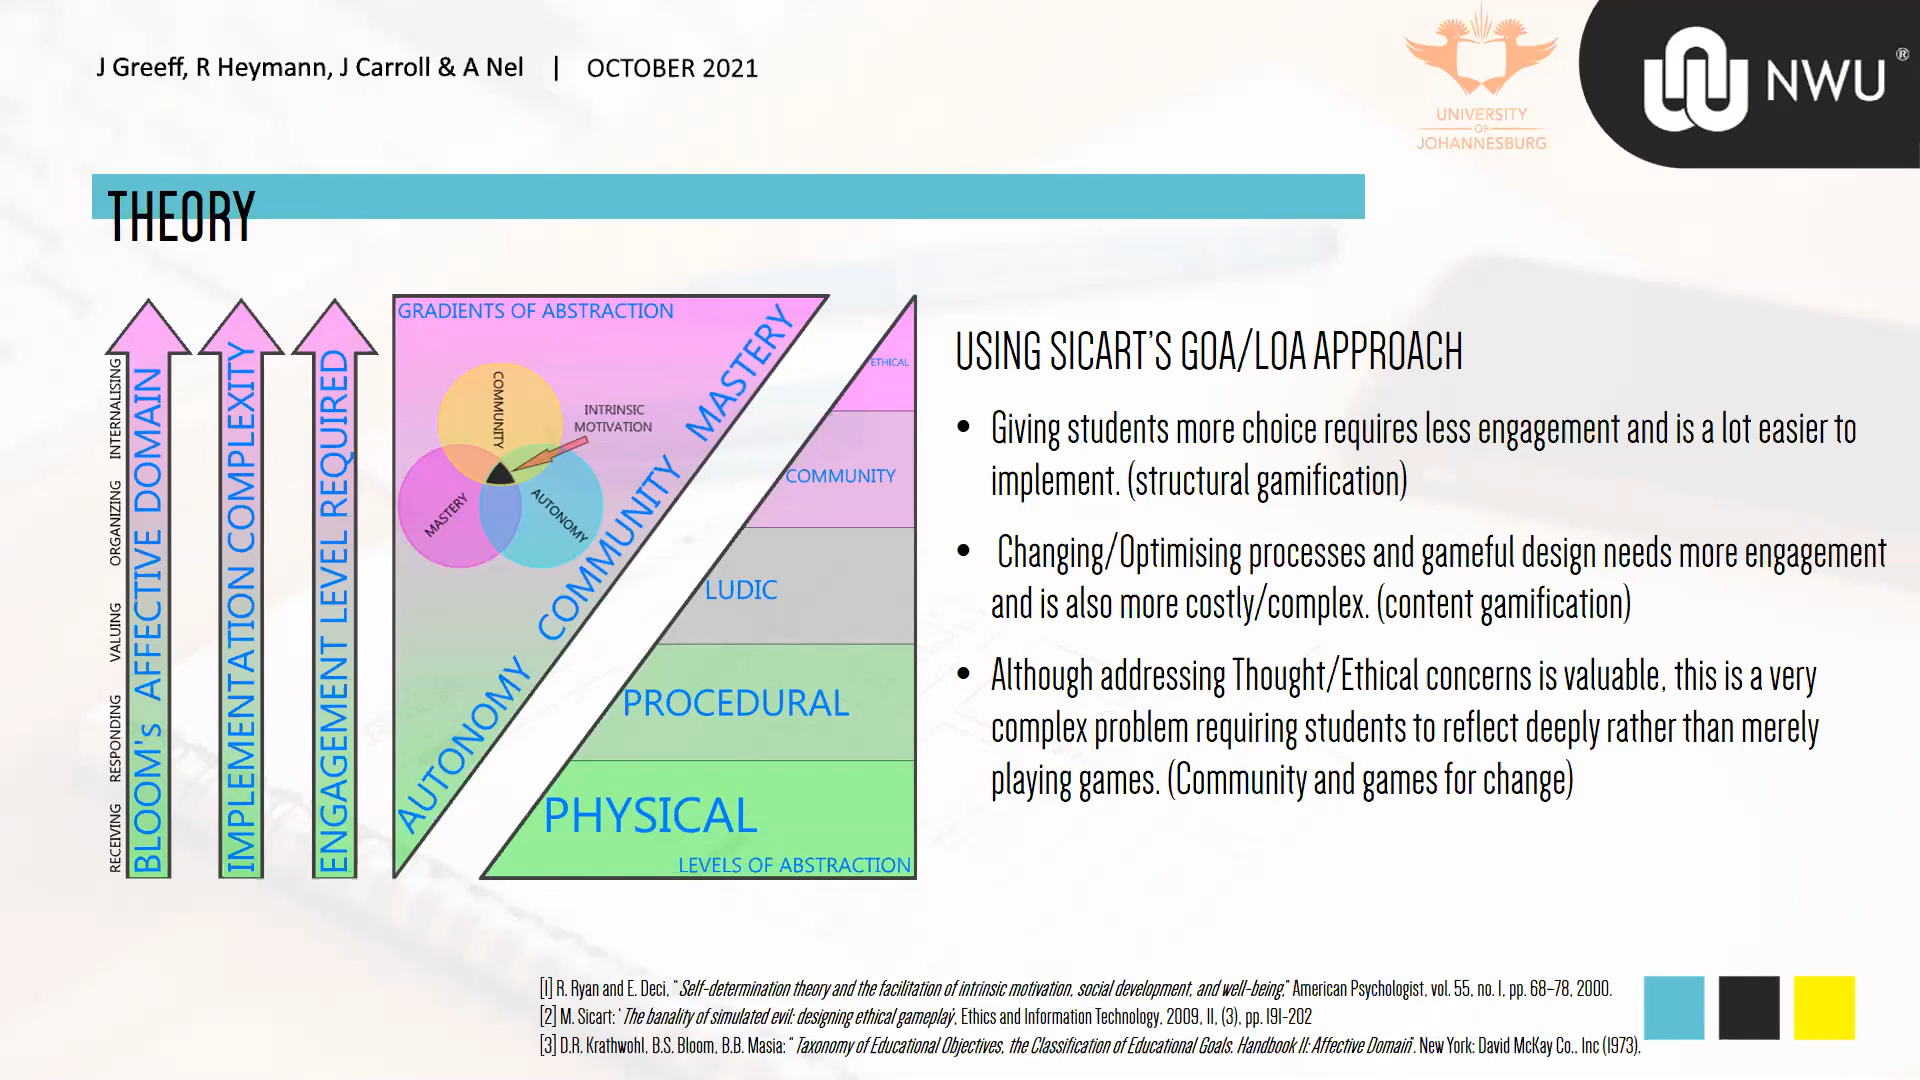 J Greeff, R Heymann, J Carroll & A Nel | OCTOBER 2021
UNIVERSITY
OF
JOHANNESBURG
NWU ®
THEORY
RECEIVING RESPONDING VALUING ORGANIZING INTERNALISING
BLOOM's AFFECTIVE DOMAIN
IMPLEMENTATION COMPLEXITY
ENGAGEMENT LEVEL REQUIRED
GRADIENTS OF ABSTRACTION
COMMUNITY
MASTERY
AUTONOMY
INTRINSIC
MOTIVATION
AUTONOMY COMMUNITY MASTERY
ETHICAL
COMMUNITY
LUDIC
PROCEDURAL
PHYSICAL
LEVELS OF ABSTRACTION
USING SICART'S GOA/LOA APPROACH
• Giving students more choice requires less engagement and is a lot easier to
implement. (structural gamification)
• Changing/Optimising processes and gameful design needs more engagement
and is also more costly/complex. (content gamification)
• Although addressing Thought/Ethical concerns is valuable, this is a very
complex problem requiring students to reflect deeply rather than merely
playing games. (Community and games for change)
[1] R. Ryan and E. Deci, "Self-determination theory and the facilitation of intrinsic motivation, social development, and well-being," American Psychologist, vol. 55, no. 1, pp. 68–78, 2000.
[2] M. Sicart: 'The banality of simulated evil: designing ethical gameplay', Ethics and Information Technology, 2009, 11, (3), pp. 191-202
[3] D.R. Krathwohl, B.S. Bloom, B.B. Masia: "Taxonomy of Educational Objectives, the Classification of Educational Goals. Handbook II: Affective Domain". New York: David McKay Co., Inc (1973).